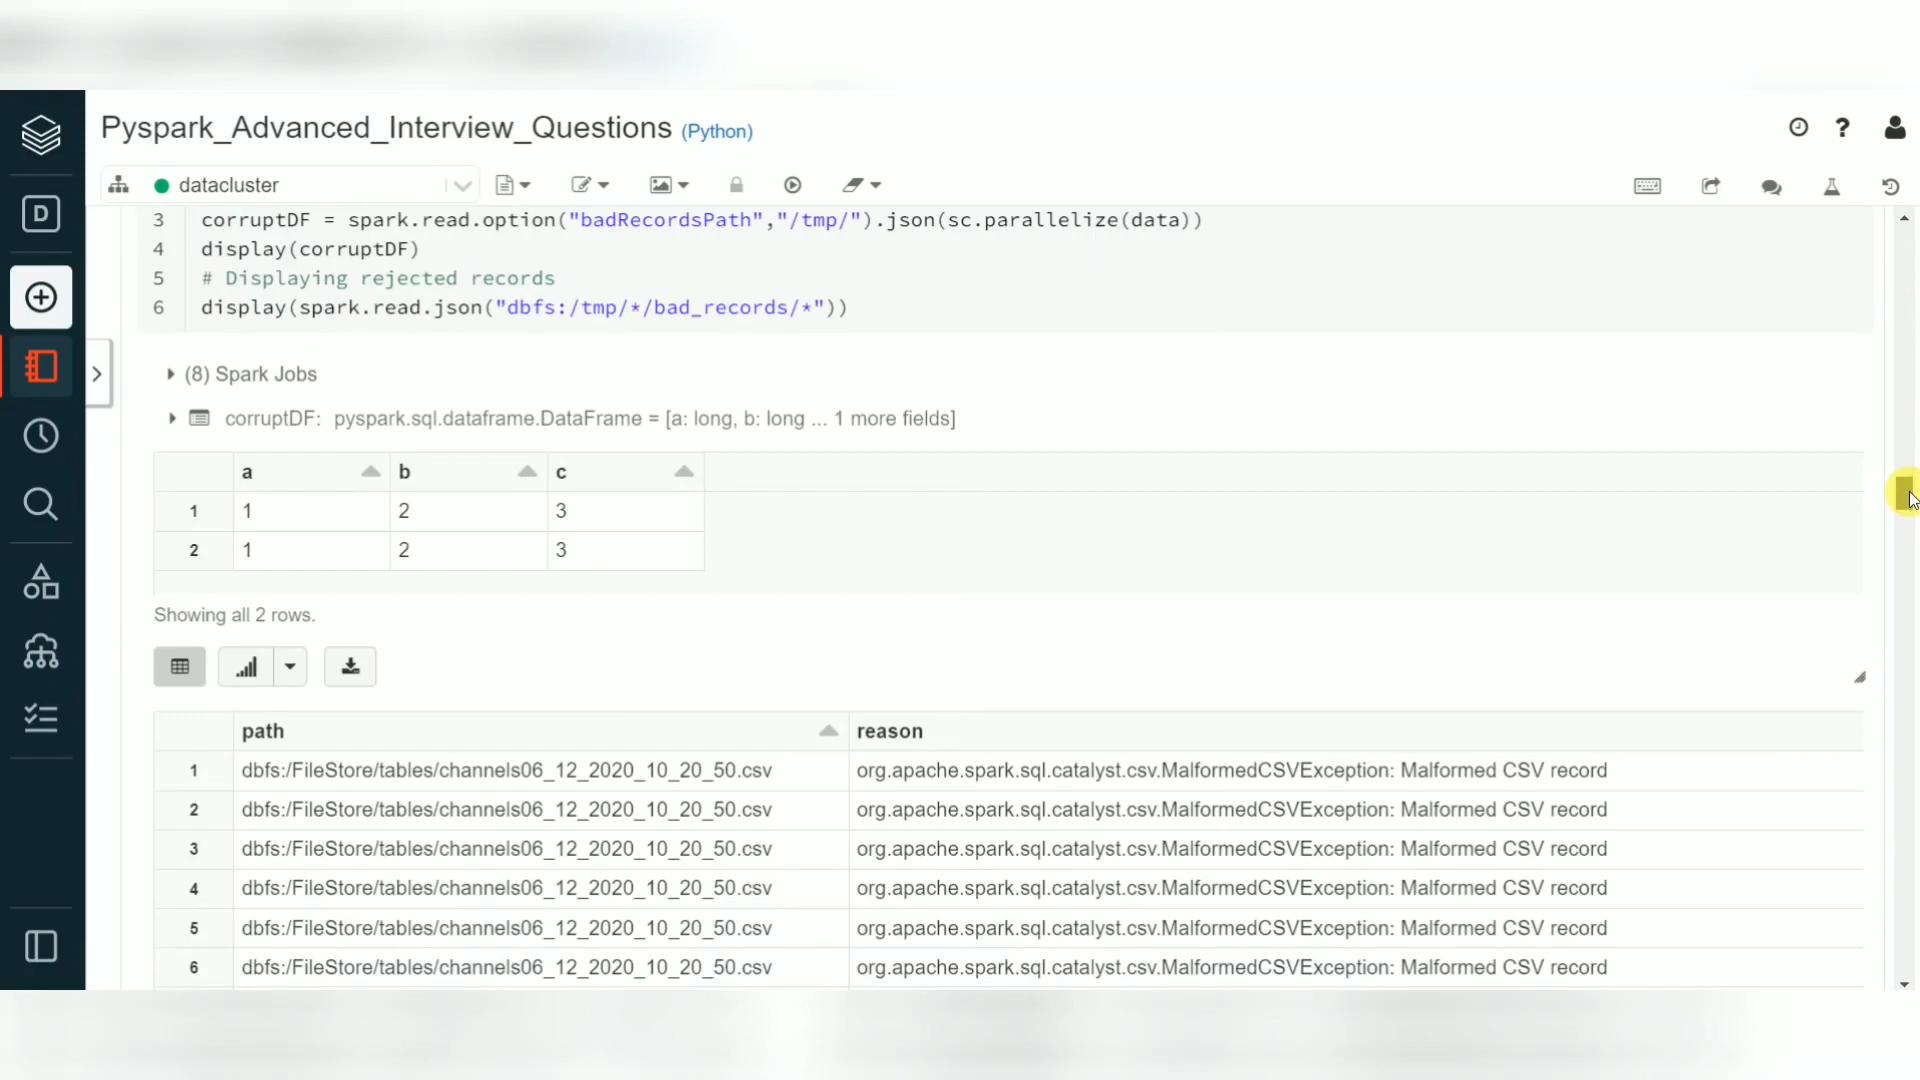 Pyspark_Advanced_Interview_Questions (Python)
datacluster
D
3 corruptDF = spark.read.option("badRecordsPath","/tmp/").json(sc.parallelize(data))
4 display(corruptDF)
5 # Displaying rejected records
6 display(spark.read.json("dbfs:/tmp/*/bad_records/*"))
(8) Spark Jobs
corruptDF: pyspark.sql.dataframe.DataFrame = [a: long, b: long ... 1 more fields]
a b c
1 1 2 3
2 1 2 3
Showing all 2 rows.
path reason
1 dbfs:/FileStore/tables/channels06_12_2020_10_20_50.csv org.apache.spark.sql.catalyst.csv.MalformedCSVException: Malformed CSV record
2 dbfs:/FileStore/tables/channels06_12_2020_10_20_50.csv org.apache.spark.sql.catalyst.csv.MalformedCSVException: Malformed CSV record
3 dbfs:/FileStore/tables/channels06_12_2020_10_20_50.csv org.apache.spark.sql.catalyst.csv.MalformedCSVException: Malformed CSV record
4 dbfs:/FileStore/tables/channels06_12_2020_10_20_50.csv org.apache.spark.sql.catalyst.csv.MalformedCSVException: Malformed CSV record
5 dbfs:/FileStore/tables/channels06_12_2020_10_20_50.csv org.apache.spark.sql.catalyst.csv.MalformedCSVException: Malformed CSV record
6 dbfs:/FileStore/tables/channels06_12_2020_10_20_50.csv org.apache.spark.sql.catalyst.csv.MalformedCSVException: Malformed CSV record